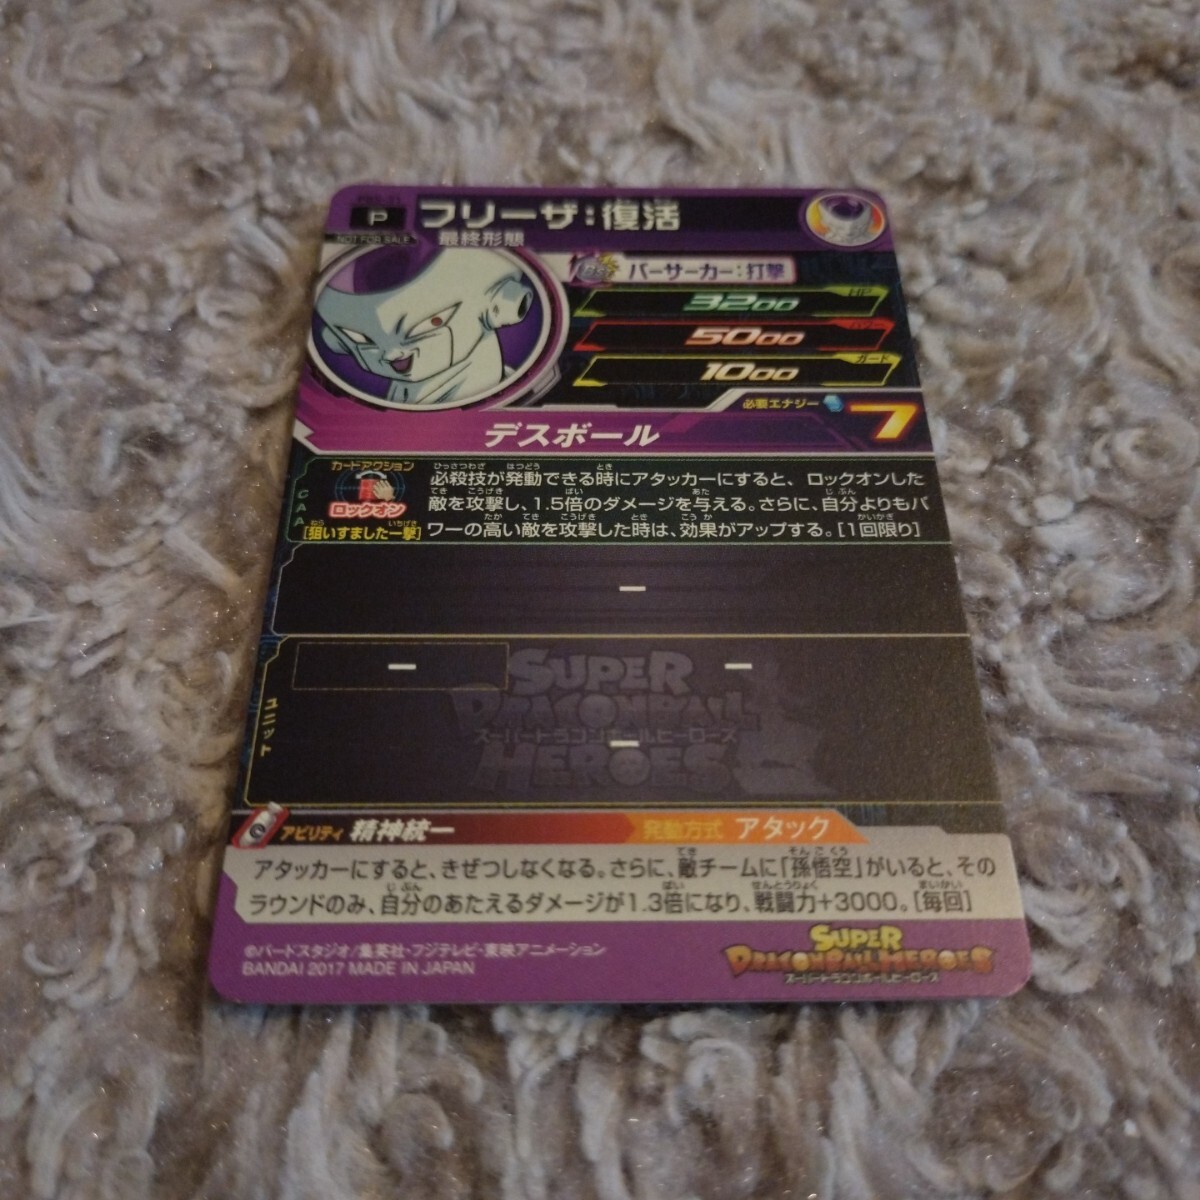 P
NOT FOR SALE
フリーザ:復活
最終形態
バーサーカー:打撃
HP
3200
パワー
5000
ガード
1000
必要エナジー
7
デスボール
CAA
カードアクション
ロックオン
[狙いすました一撃]
必殺技が発動できる時にアタッカーにすると、ロックオンした
敵を攻撃し、1.5倍のダメージを与える。さらに、自分よりもパ
ワーの高い敵を攻撃した時は、効果がアップする。[1回限り]
ー
ユニット
ー
ー
ー
SUPER
DRAGONBALL
スーパードラゴンボールヒーローズ
HEROES
アビリティ 精神統一
発動方式 アタック
アタッカーにすると、きぜつしなくなる。さらに、敵チームに「孫悟空」がいると、その
ラウンドのみ、自分のあたえるダメージが1.3倍になり、戦闘力+3000。[毎回]
©バードスタジオ/集英社・フジテレビ・東映アニメーション
BANDAI 2017 MADE IN JAPAN
SUPER
DRAGONBALL HEROES
スーパードラゴンボールヒーローズ